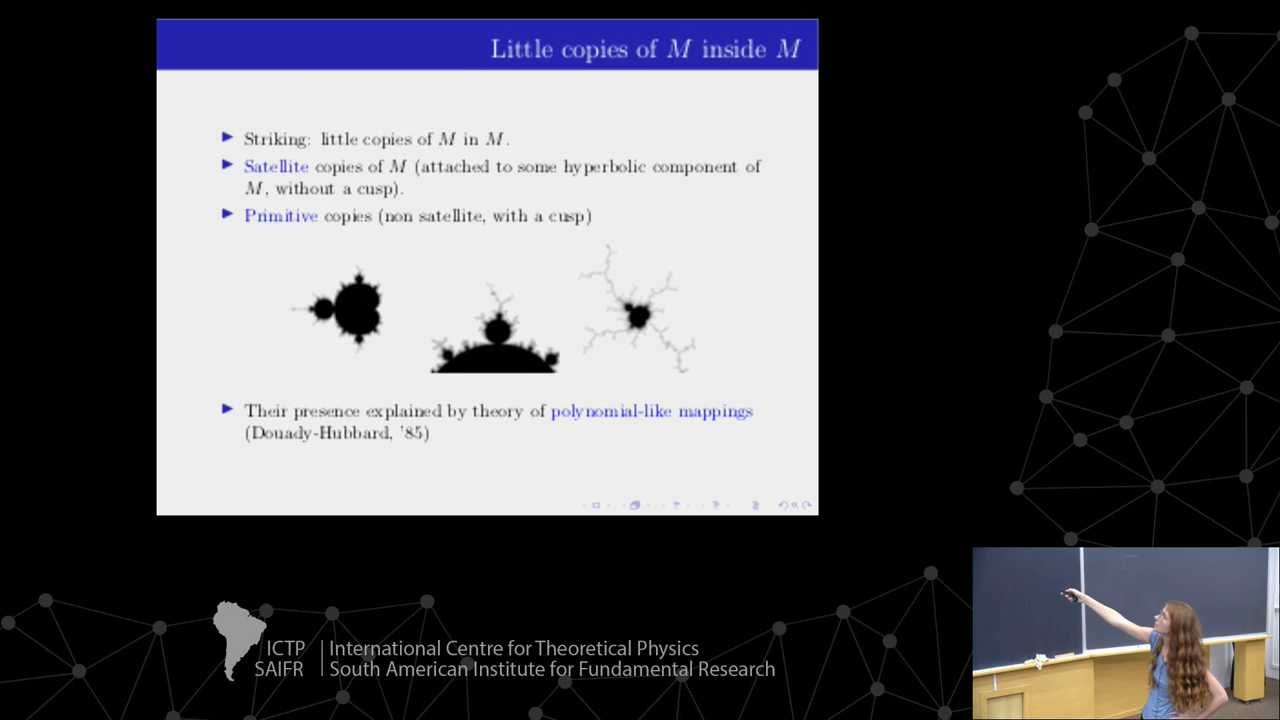 Little copies of M inside M
Striking: little copies of M in M.
Satellite copies of M (attached to some hyperbolic component of
M, without a cusp).
Primitive copies (non satellite, with a cusp)
Their presence explained by theory of polynomial-like mappings
(Douady-Hubbard, '85)
ICTP | International Centre for Theoretical Physics
SAIFR | South American Institute for Fundamental Research